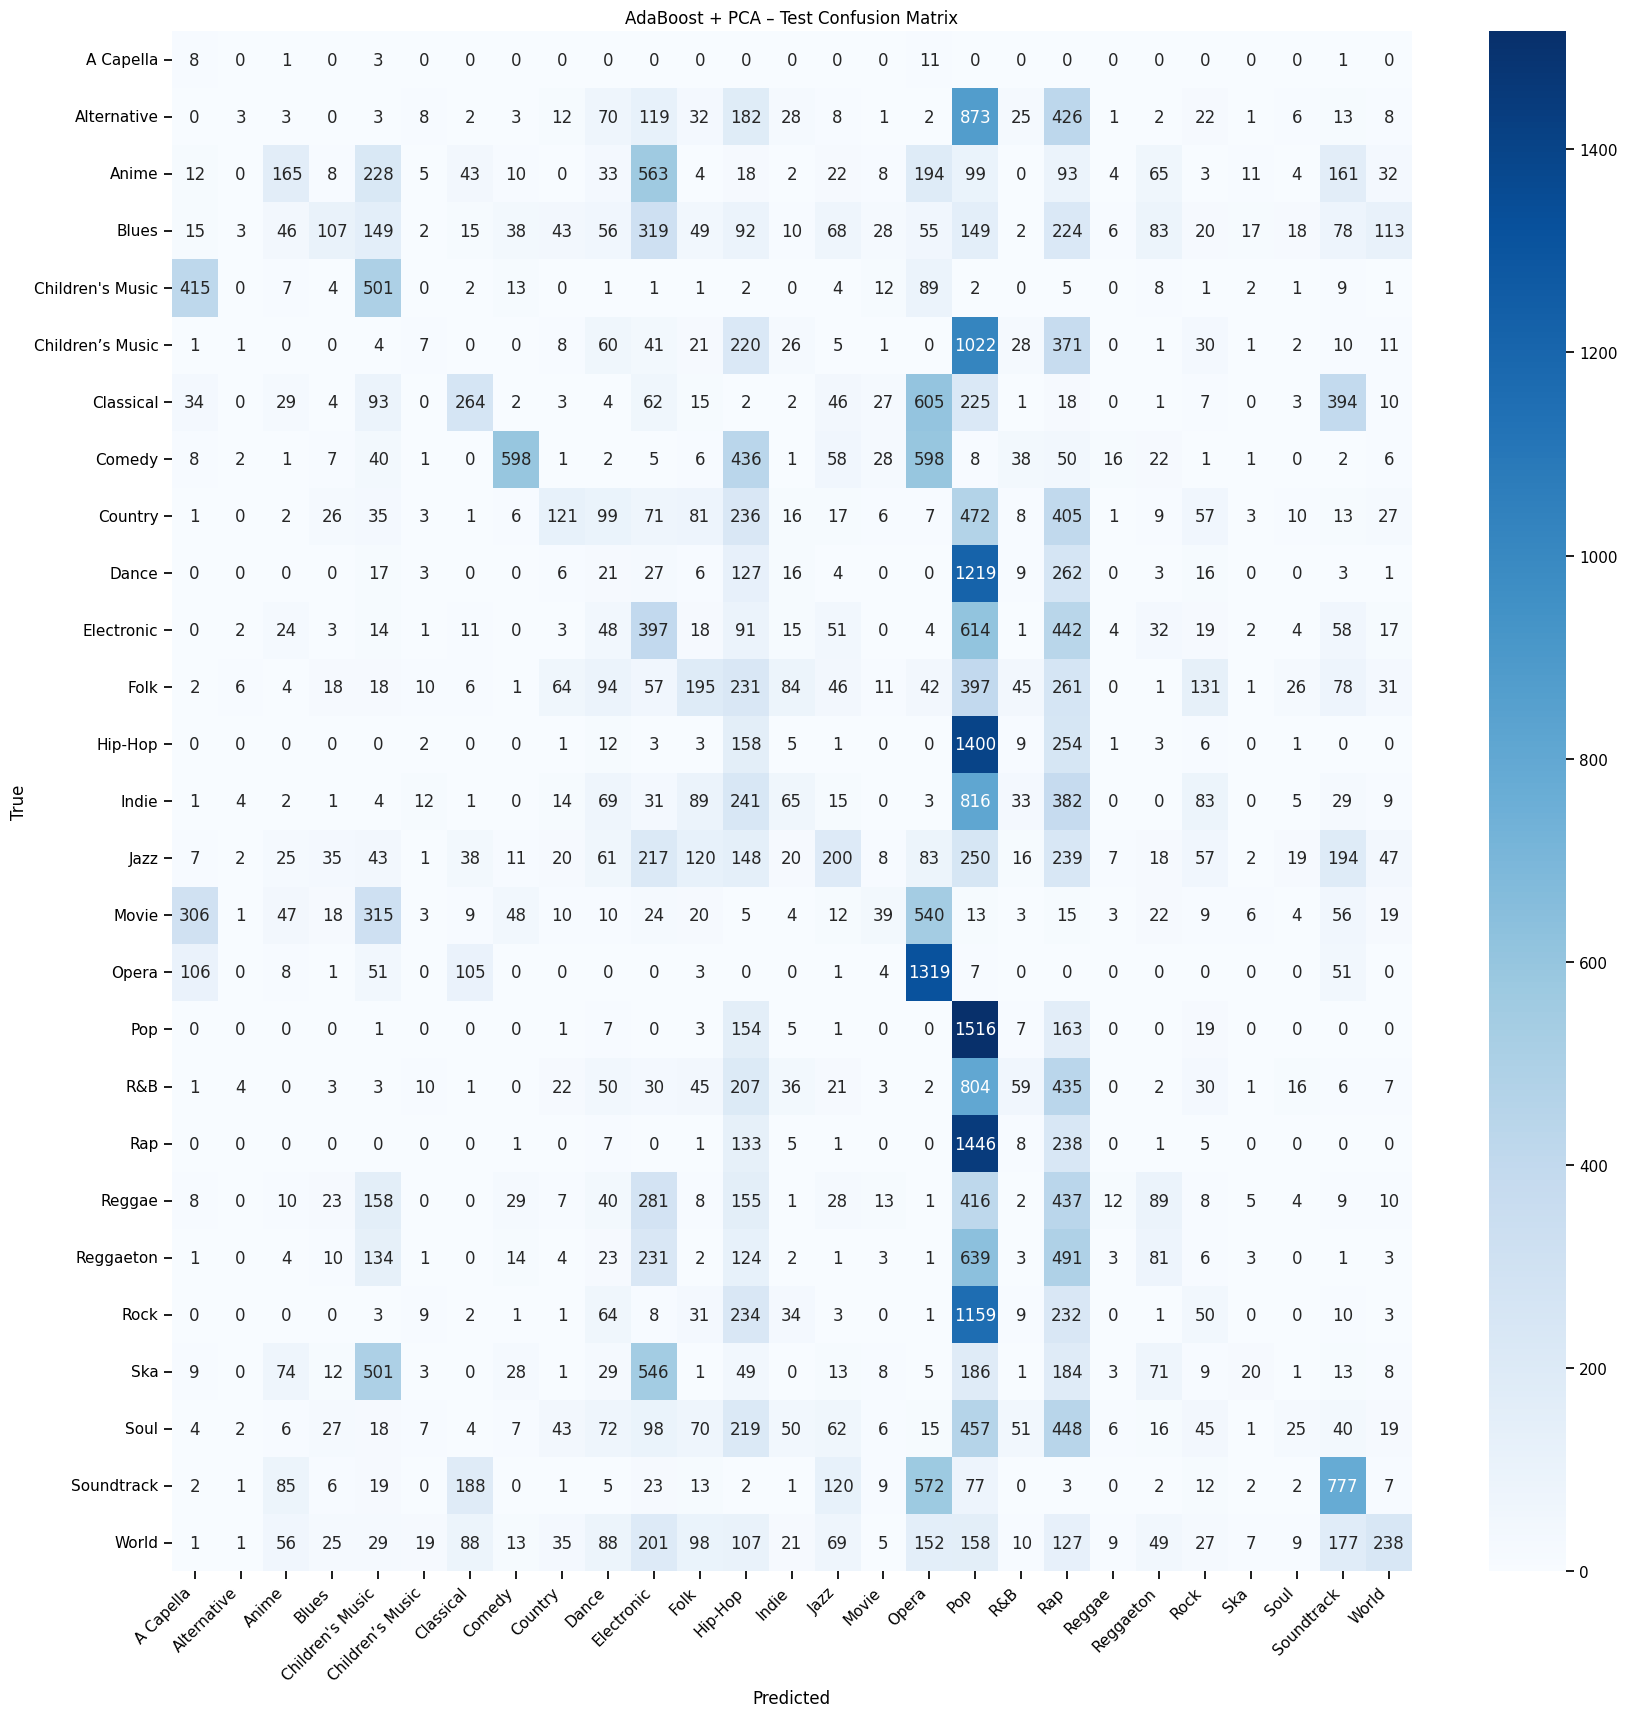 AdaBoost + PCA – Test Confusion Matrix
True
A Capella 8 0 1 0 3 0 0 0 0 0 0 0 0 0 0 0 11 0 0 0 0 0 0 0 0 1 0
Alternative 0 3 3 0 3 8 2 3 12 70 119 32 182 28 8 1 2 873 25 426 1 2 22 1 6 13 8
Anime 12 0 165 8 228 5 43 10 0 33 563 4 18 2 22 8 194 99 0 93 4 65 3 11 4 161 32
Blues 15 3 46 107 149 2 15 38 43 56 319 49 92 10 68 28 55 149 2 224 6 83 20 17 18 78 113
Children's Music 415 0 7 4 501 0 2 13 0 1 1 1 2 0 4 12 89 2 0 5 0 8 1 2 1 9 1
Children’s Music 1 1 0 0 4 7 0 0 8 60 41 21 220 26 5 1 0 1022 28 371 0 1 30 1 2 10 11
Classical 34 0 29 4 93 0 264 2 3 4 62 15 2 2 46 27 605 225 1 18 0 1 7 0 3 394 10
Comedy 8 2 1 7 40 1 0 598 1 2 5 6 436 1 58 28 598 8 38 50 16 22 1 1 0 2 6
Country 1 0 2 26 35 3 1 6 121 99 71 81 236 16 17 6 7 472 8 405 1 9 57 3 10 13 27
Dance 0 0 0 0 17 3 0 0 6 21 27 6 127 16 4 0 0 1219 9 262 0 3 16 0 0 3 1
Electronic 0 2 24 3 14 1 11 0 3 48 397 18 91 15 51 0 4 614 1 442 4 32 19 2 4 58 17
Folk 2 6 4 18 18 10 6 1 64 94 57 195 231 84 46 11 42 397 45 261 0 1 131 1 26 78 31
Hip-Hop 0 0 0 0 0 2 0 0 1 12 3 3 158 5 1 0 0 1400 9 254 1 3 6 0 1 0 0
Indie 1 4 2 1 4 12 1 0 14 69 31 89 241 65 15 0 3 816 33 382 0 0 83 0 5 29 9
Jazz 7 2 25 35 43 1 38 11 20 61 217 120 148 20 200 8 83 250 16 239 7 18 57 2 19 194 47
Movie 306 1 47 18 315 3 9 48 10 10 24 20 5 4 12 39 540 13 3 15 3 22 9 6 4 56 19
Opera 106 0 8 1 51 0 105 0 0 0 0 3 0 0 1 4 1319 7 0 0 0 0 0 0 0 51 0
Pop 0 0 0 0 1 0 0 0 1 7 0 3 154 5 1 0 0 1516 7 163 0 0 19 0 0 0 0
R&B 1 4 0 3 3 10 1 0 22 50 30 45 207 36 21 3 2 804 59 435 0 2 30 1 16 6 7
Rap 0 0 0 0 0 0 0 1 0 7 0 1 133 5 1 0 0 1446 8 238 0 1 5 0 0 0 0
Reggae 8 0 10 23 158 0 0 29 7 40 281 8 155 1 28 13 1 416 2 437 12 89 8 5 4 9 10
Reggaeton 1 0 4 10 134 1 0 14 4 23 231 2 124 2 1 3 1 639 3 491 3 81 6 3 0 1 3
Rock 0 0 0 0 3 9 2 1 1 64 8 31 234 34 3 0 1 1159 9 232 0 1 50 0 0 10 3
Ska 9 0 74 12 501 3 0 28 1 29 546 1 49 0 13 8 5 186 1 184 3 71 9 20 1 13 8
Soul 4 2 6 27 18 7 4 7 43 72 98 70 219 50 62 6 15 457 51 448 6 16 45 1 25 40 19
Soundtrack 2 1 85 6 19 0 188 0 1 5 23 13 2 1 120 9 572 77 0 3 0 2 12 2 2 777 7
World 1 1 56 25 29 19 88 13 35 88 201 98 107 21 69 5 152 158 10 127 9 49 27 7 9 177 238
A Capella Alternative Anime Blues Children's Music Children’s Music Classical Comedy Country Dance Electronic Folk Hip-Hop Indie Jazz Movie Opera Pop R&B Rap Reggae Reggaeton Rock Ska Soul Soundtrack World
Predicted
1400
1200
1000
800
600
400
200
0